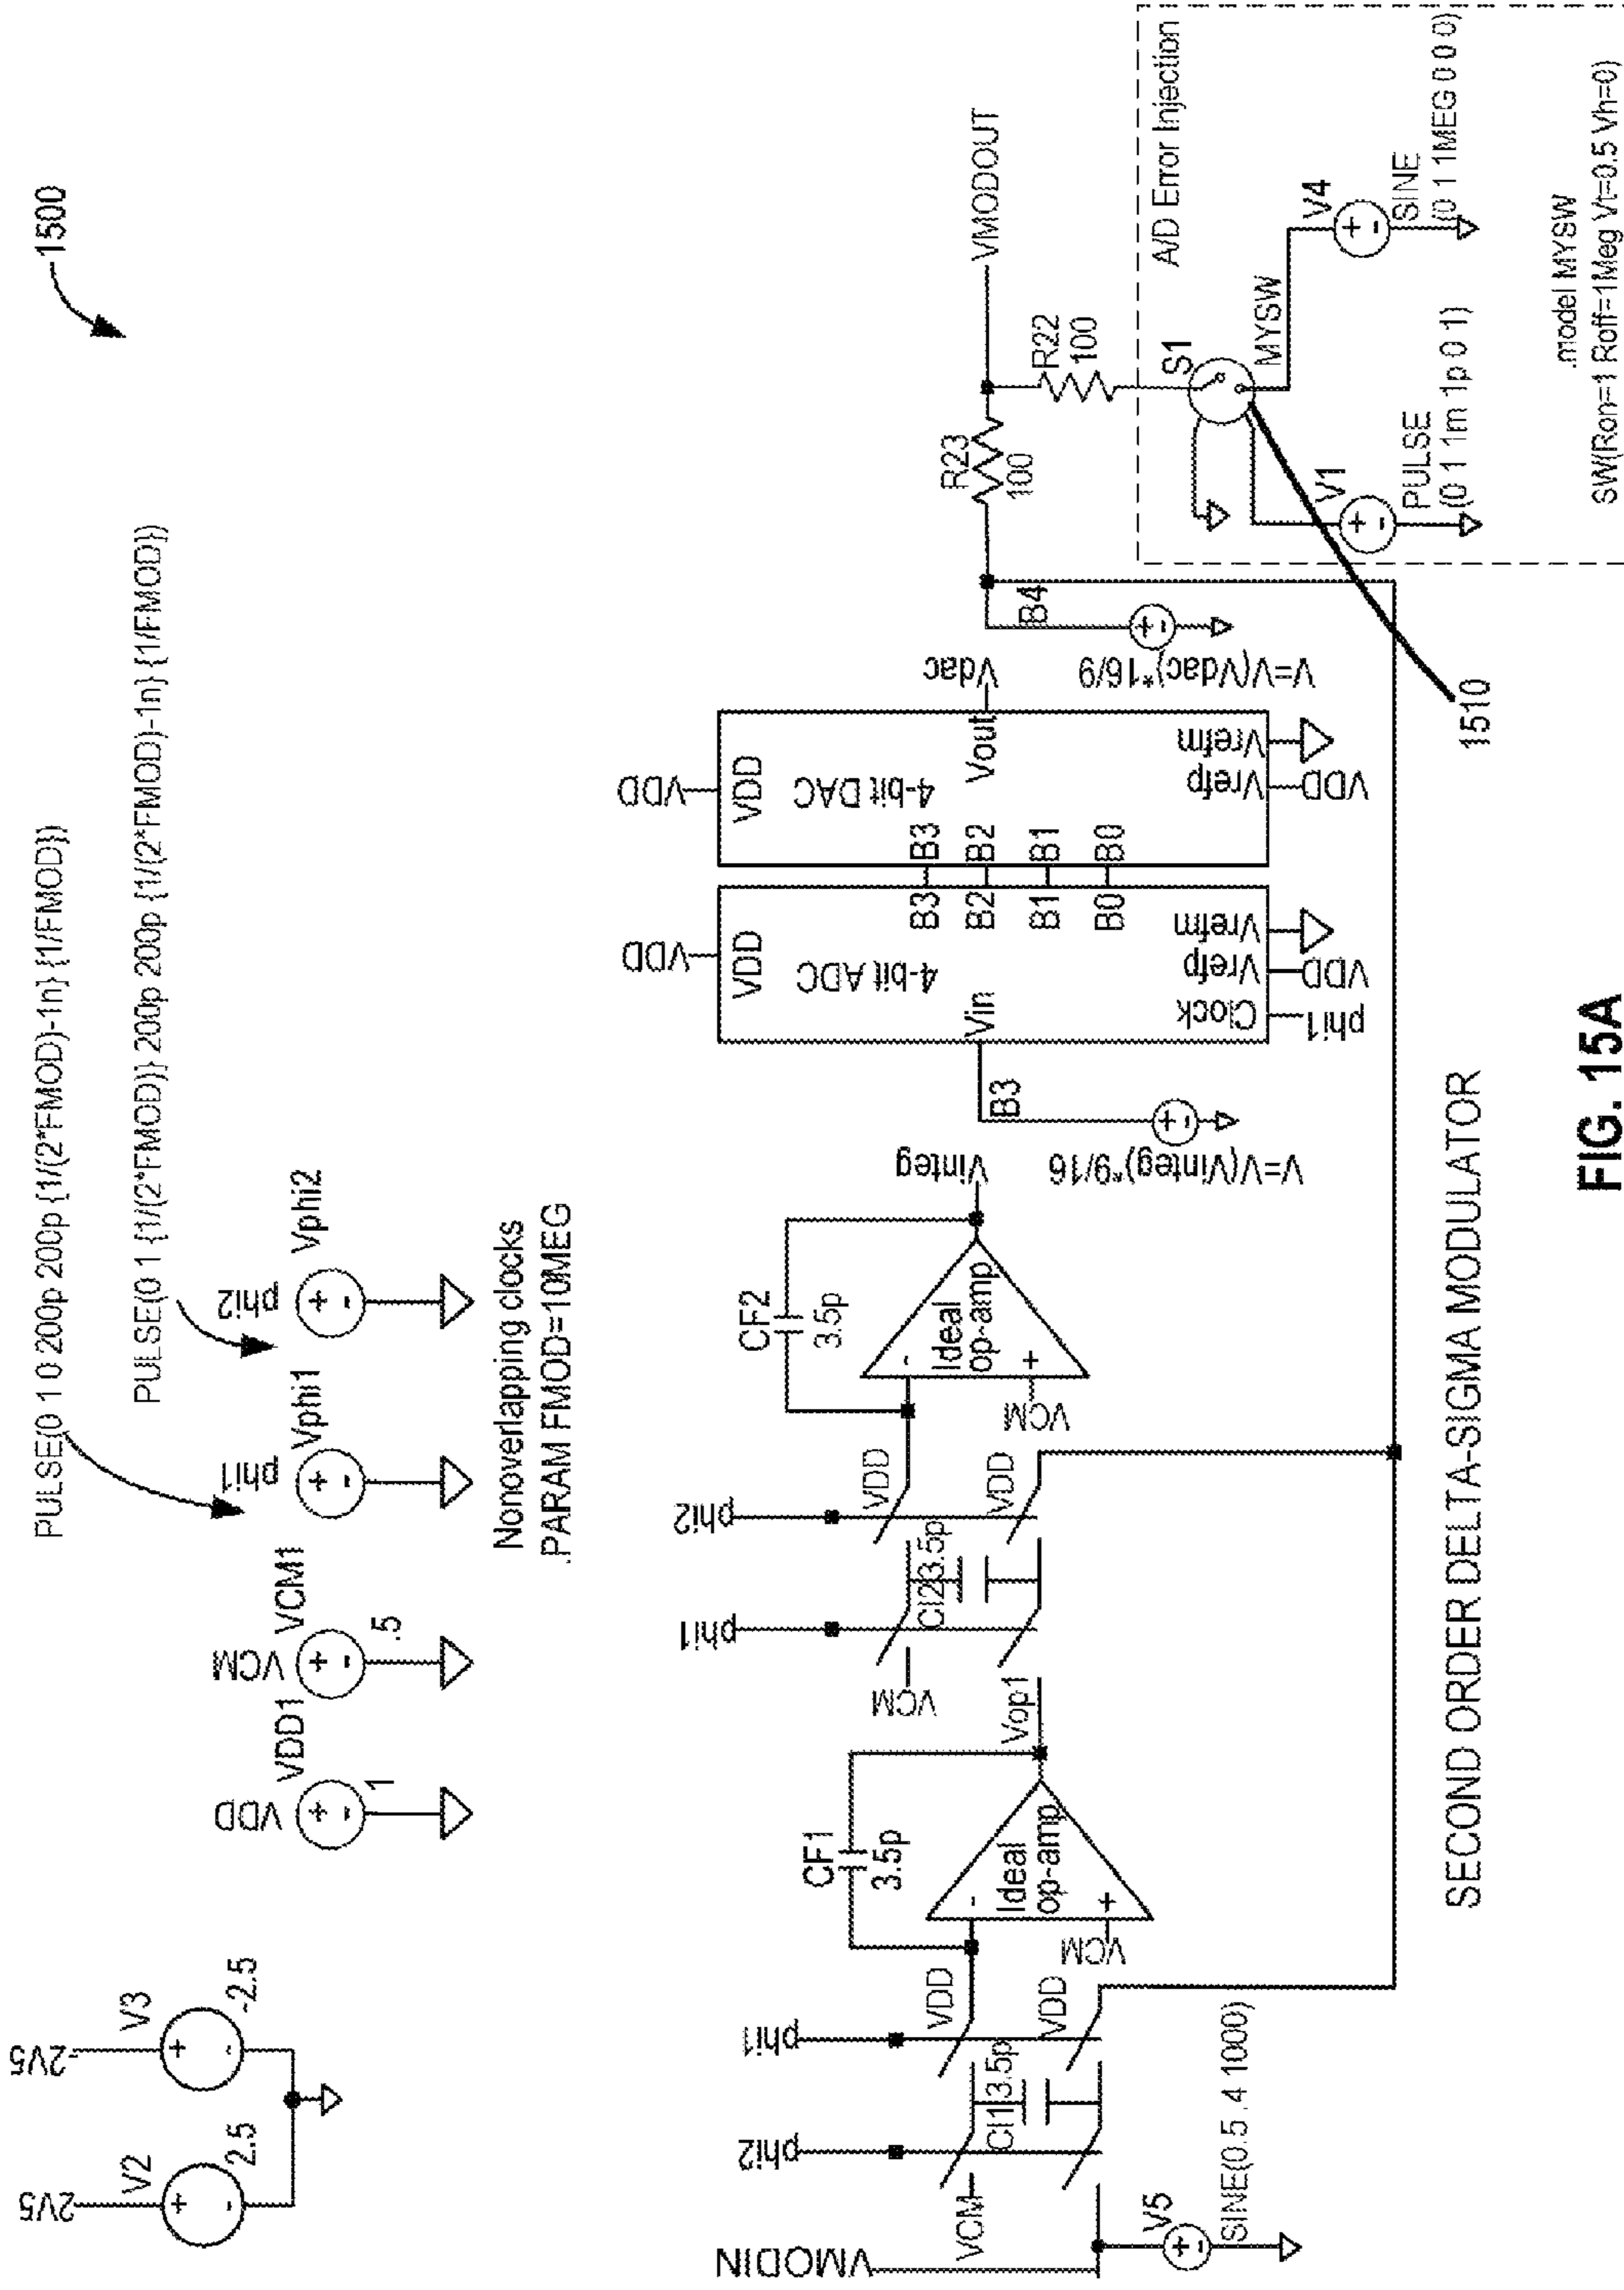 1500
PULSE(0 1 0 200p 200p {1/(2*FMOD)-1n} {1/FMOD})
PULSE(0 1 {1/(2*FMOD)} 200p 200p {1/(2*FMOD)-1n} {1/FMOD})
2V5
V2
2.5
-2V5
V3
-2.5
VDD
VDD1
1
VCM
VCM1
.5
phi1
Vphi1
phi2
Vphi2
Nonoverlapping clocks
.PARAM FMOD=10MEG
VMODIN
V5
SINE(0.5 .4 1000)
VCM
phi2
CI1
3.5p
phi1
VDD
VDD
CF1
3.5p
-
Ideal
op-amp
+
VCM
Vop1
VCM
phi1
CI2
3.5p
phi2
VDD
VDD
CF2
3.5p
-
Ideal
op-amp
+
VCM
Vinteg
B3
V=V(Vinteg)*9/16
VDD
VDD
4-bit ADC
Vin
B3
B2
B1
B0
Clock
Vrefp
Vrefm
phi1
VDD
VDD
VDD
4-bit DAC
B3
B2
B1
B0
Vout
Vrefp
Vrefm
VDD
Vdac
B4
V=V(Vdac)*16/9
R23
100
VMODOUT
R22
100
A/D Error Injection
S1
MYSW
V1
PULSE
(0 1 1m 1p 0 1)
V4
SINE
(0 1 1MEG 0 0 0)
.model MYSW
SW(Ron=1 Roff=1Meg Vt=0.5 Vh=0)
1510
SECOND ORDER DELTA-SIGMA MODULATOR
FIG. 15A